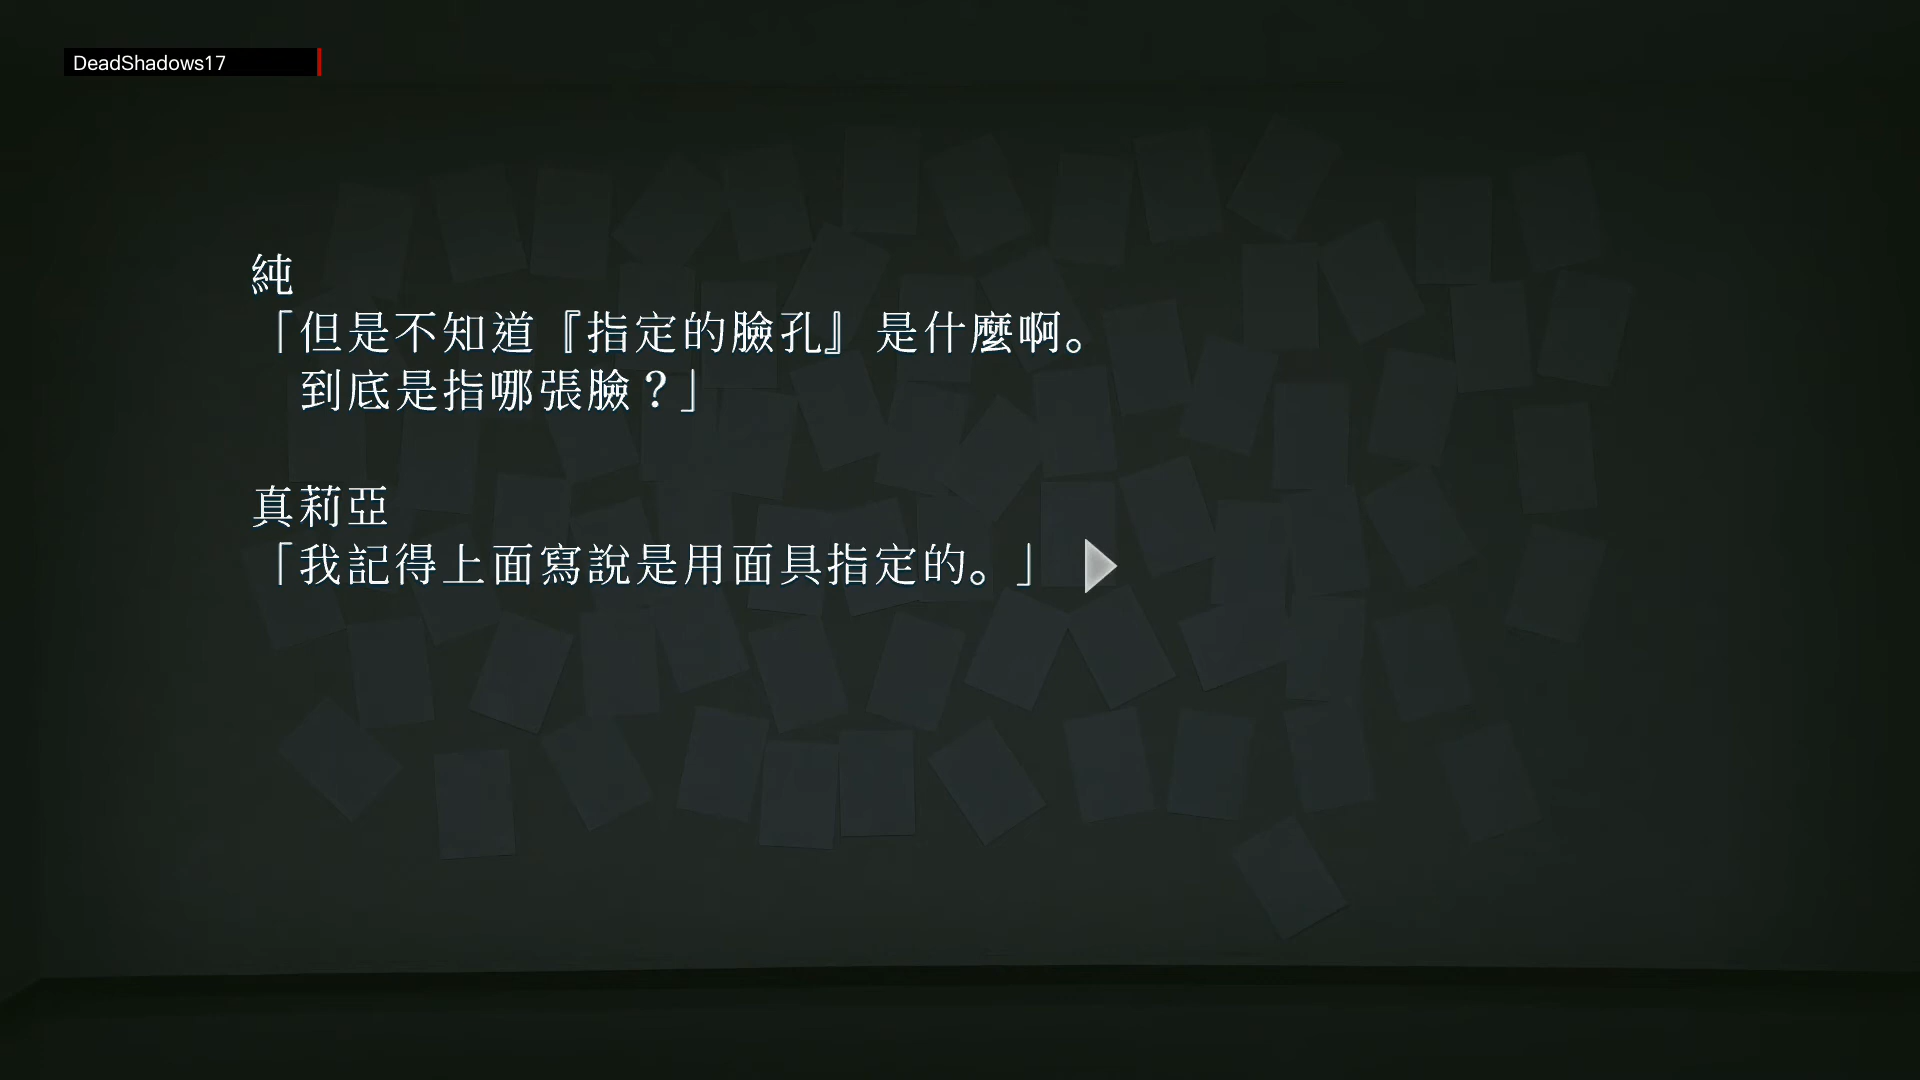 DeadShadows17
純
「但是不知道『指定的臉孔』是什麼啊。
到底是指哪張臉？」
真莉亞
「我記得上面寫說是用面具指定的。」